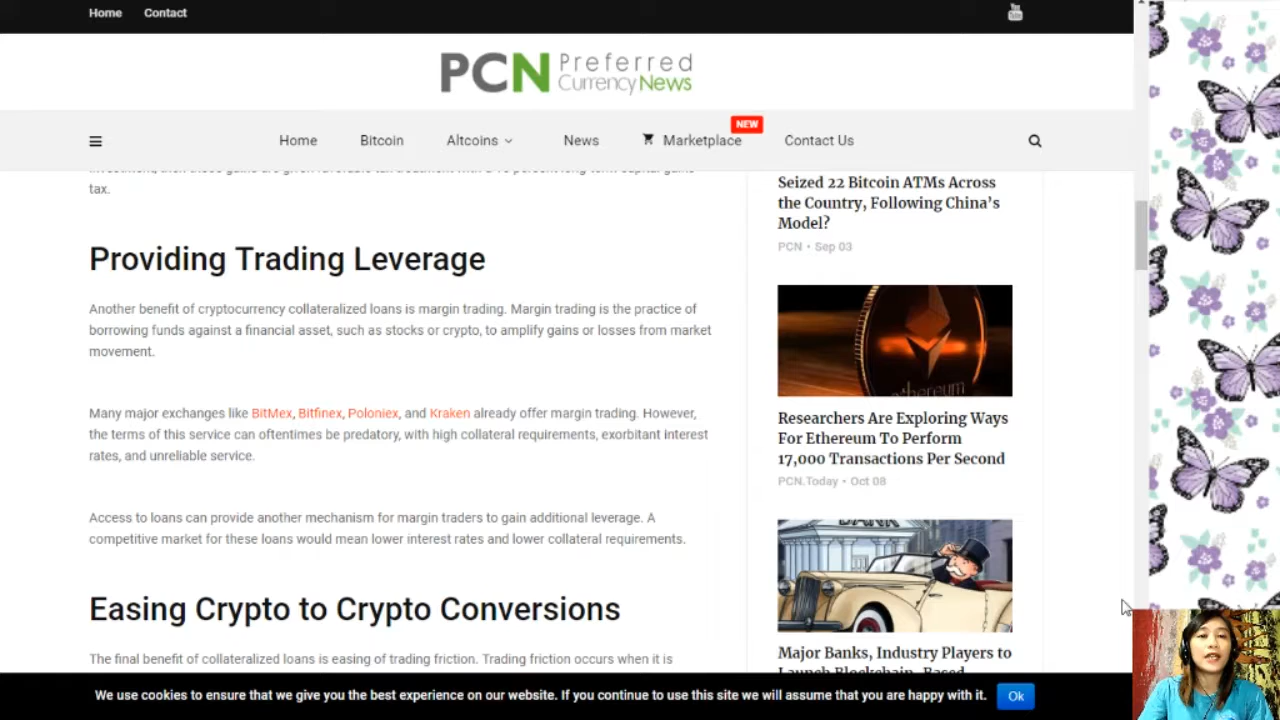 Home Contact
You Tube
PCN Preferred
CurrencyNews
NEW
Home Bitcoin Altcoins News Marketplace Contact Us
tax.
Providing Trading Leverage
Another benefit of cryptocurrency collateralized loans is margin trading. Margin trading is the practice of
borrowing funds against a financial asset, such as stocks or crypto, to amplify gains or losses from market
movement.
Many major exchanges like BitMex, Bitfinex, Poloniex, and Kraken already offer margin trading. However,
the terms of this service can oftentimes be predatory, with high collateral requirements, exorbitant interest
rates, and unreliable service.
Access to loans can provide another mechanism for margin traders to gain additional leverage. A
competitive market for these loans would mean lower interest rates and lower collateral requirements.
Easing Crypto to Crypto Conversions
The final benefit of collateralized loans is easing of trading friction. Trading friction occurs when it is
Seized 22 Bitcoin ATMs Across
the Country, Following China's
Model?
PCN • Sep 03
ethereum
Researchers Are Exploring Ways
For Ethereum To Perform
17,000 Transactions Per Second
PCN.Today • Oct 08
BANK
Major Banks, Industry Players to
Launch Blockchain-Based
We use cookies to ensure that we give you the best experience on our website. If you continue to use this site we will assume that you are happy with it. Ok